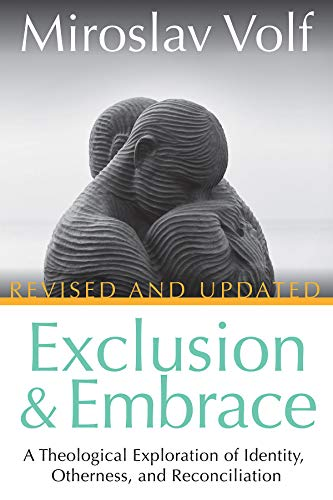 Miroslav Volf
REVISED AND UPDATED
Exclusion
& Embrace
A Theological Exploration of Identity,
Otherness, and Reconciliation